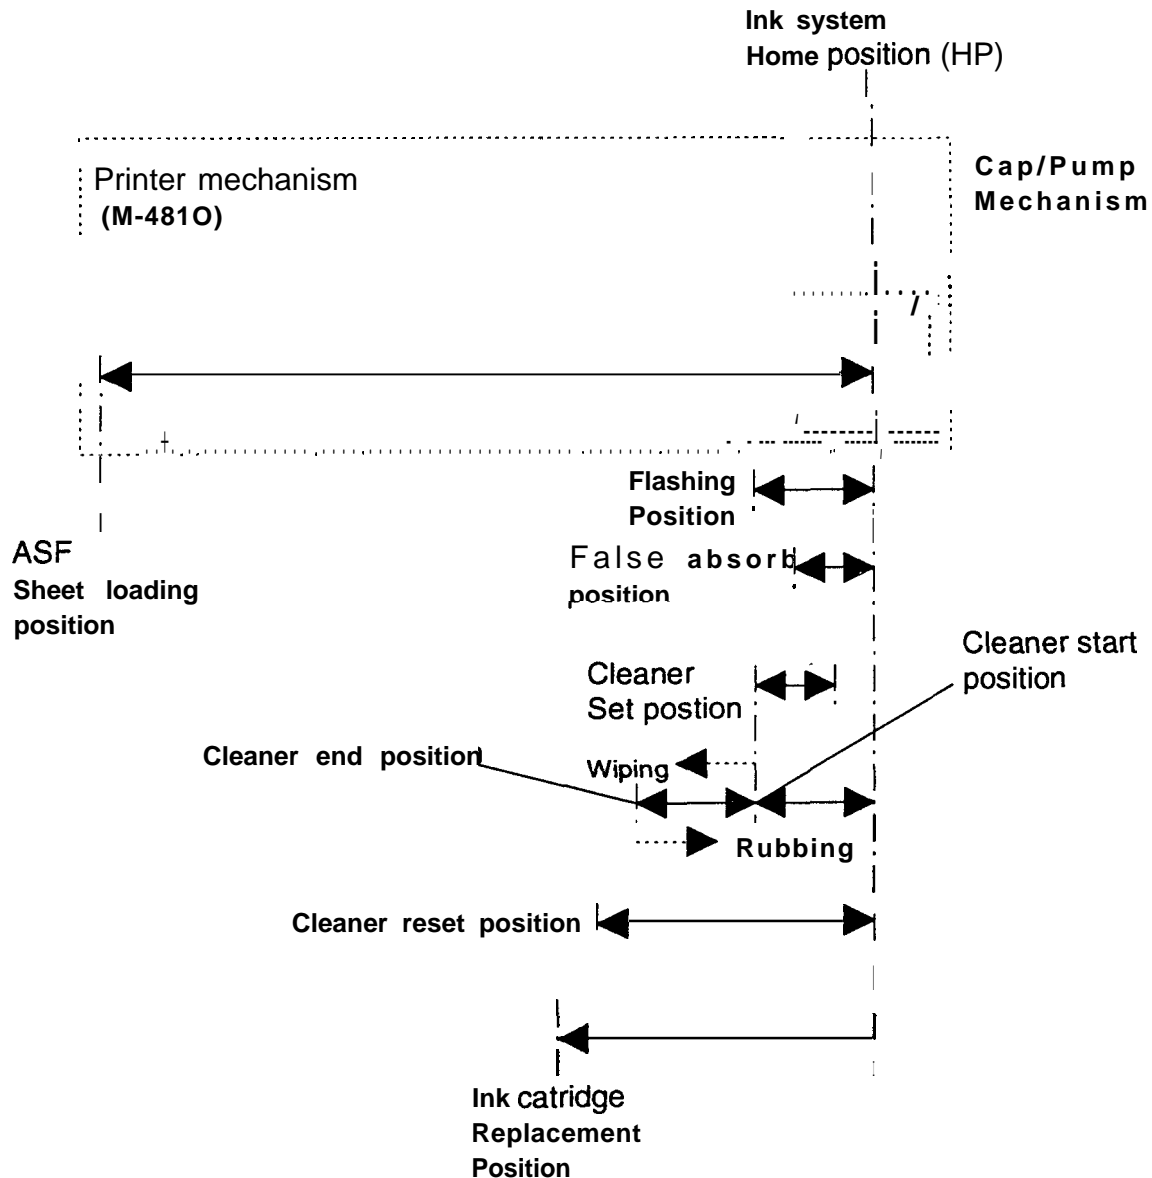 Ink system
Home position (HP)
Cap/Pump
Mechanism
Printer mechanism
(M-481O)
Flashing
Position
ASF
Sheet loading
position
False absorb
position
Cleaner start
position
Cleaner
Set postion
Cleaner end position
Wiping
Rubbing
Cleaner reset position
Ink catridge
Replacement
Position